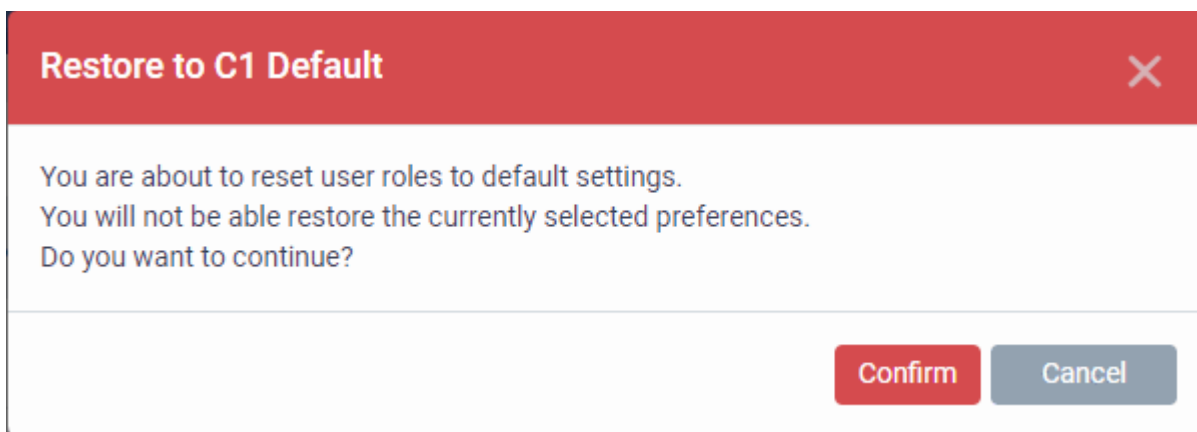 Restore to C1 Default
You are about to reset user roles to default settings.
You will not be able restore the currently selected preferences.
Do you want to continue?
Confirm
Cancel